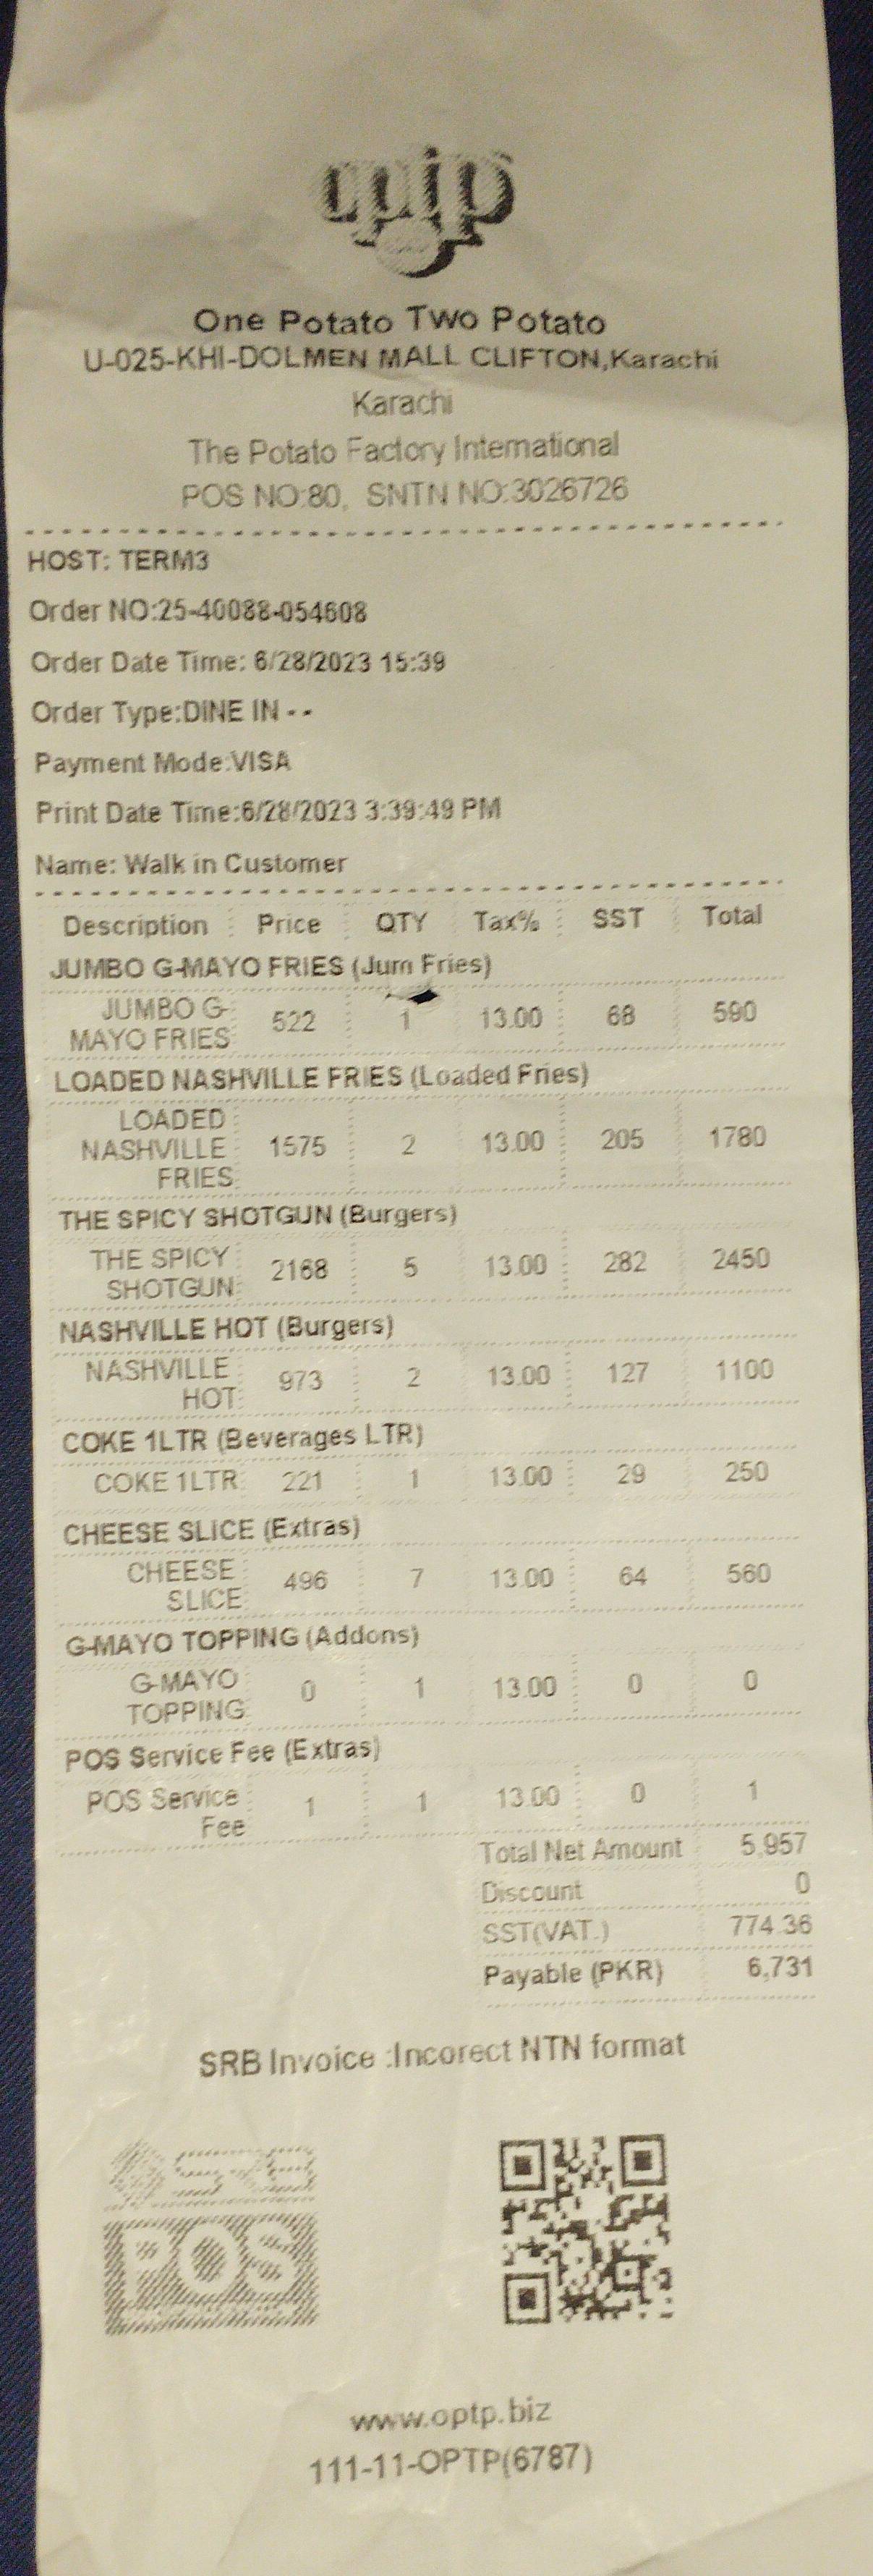 optp
One Potato Two Potato
U-025-KHI-DOLMEN MALL CLIFTON,Karachi
Karachi
The Potato Factory International
POS NO:80, SNTN NO:3026726
HOST: TERM3
Order NO:25-40088-054608
Order Date Time: 6/28/2023 15:39
Order Type:DINE IN - -
Payment Mode:VISA
Print Date Time:6/28/2023 3:39:49 PM
Name: Walk in Customer
Description Price QTY Tax% SST Total
JUMBO G-MAYO FRIES (Jum Fries)
JUMBO G-
MAYO FRIES 522 1 13.00 68 590
LOADED NASHVILLE FRIES (Loaded Fries)
LOADED
NASHVILLE 1575 2 13.00 205 1780
FRIES
THE SPICY SHOTGUN (Burgers)
THE SPICY
SHOTGUN 2168 5 13.00 282 2450
NASHVILLE HOT (Burgers)
NASHVILLE
HOT 973 2 13.00 127 1100
COKE 1LTR (Beverages LTR)
COKE 1LTR 221 1 13.00 29 250
CHEESE SLICE (Extras)
CHEESE
SLICE 496 7 13.00 64 560
G-MAYO TOPPING (Addons)
G-MAYO
TOPPING 0 1 13.00 0 0
POS Service Fee (Extras)
POS Service
Fee 1 1 13.00 0 1
Total Net Amount 5,957
Discount 0
SST(VAT.) 774.36
Payable (PKR) 6,731
SRB Invoice :Incorect NTN format
POS
www.optp.biz
111-11-OPTP(6787)